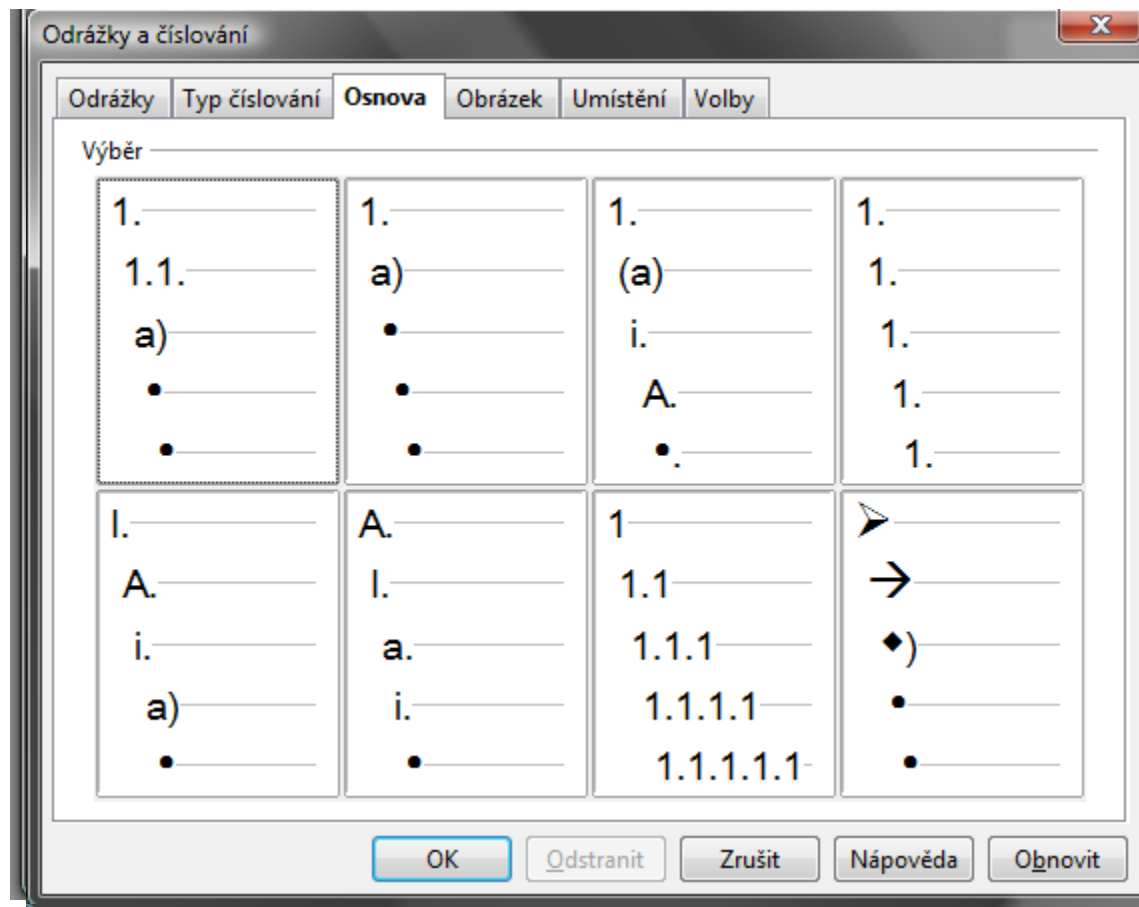 Odrážky a číslování
Odrážky Typ číslování Osnova Obrázek Umístění Volby
Výběr
1.
1.1.
a)
•
•
1.
a)
•
•
•
1.
(a)
i.
A.
•.
1.
1.
1.
1.
1.
I.
A.
i.
a)
•
A.
I.
a.
i.
•
1
1.1
1.1.1
1.1.1.1
1.1.1.1.1
➢
→
◆)
•
•
OK Odstranit Zrušit Nápověda Obnovit